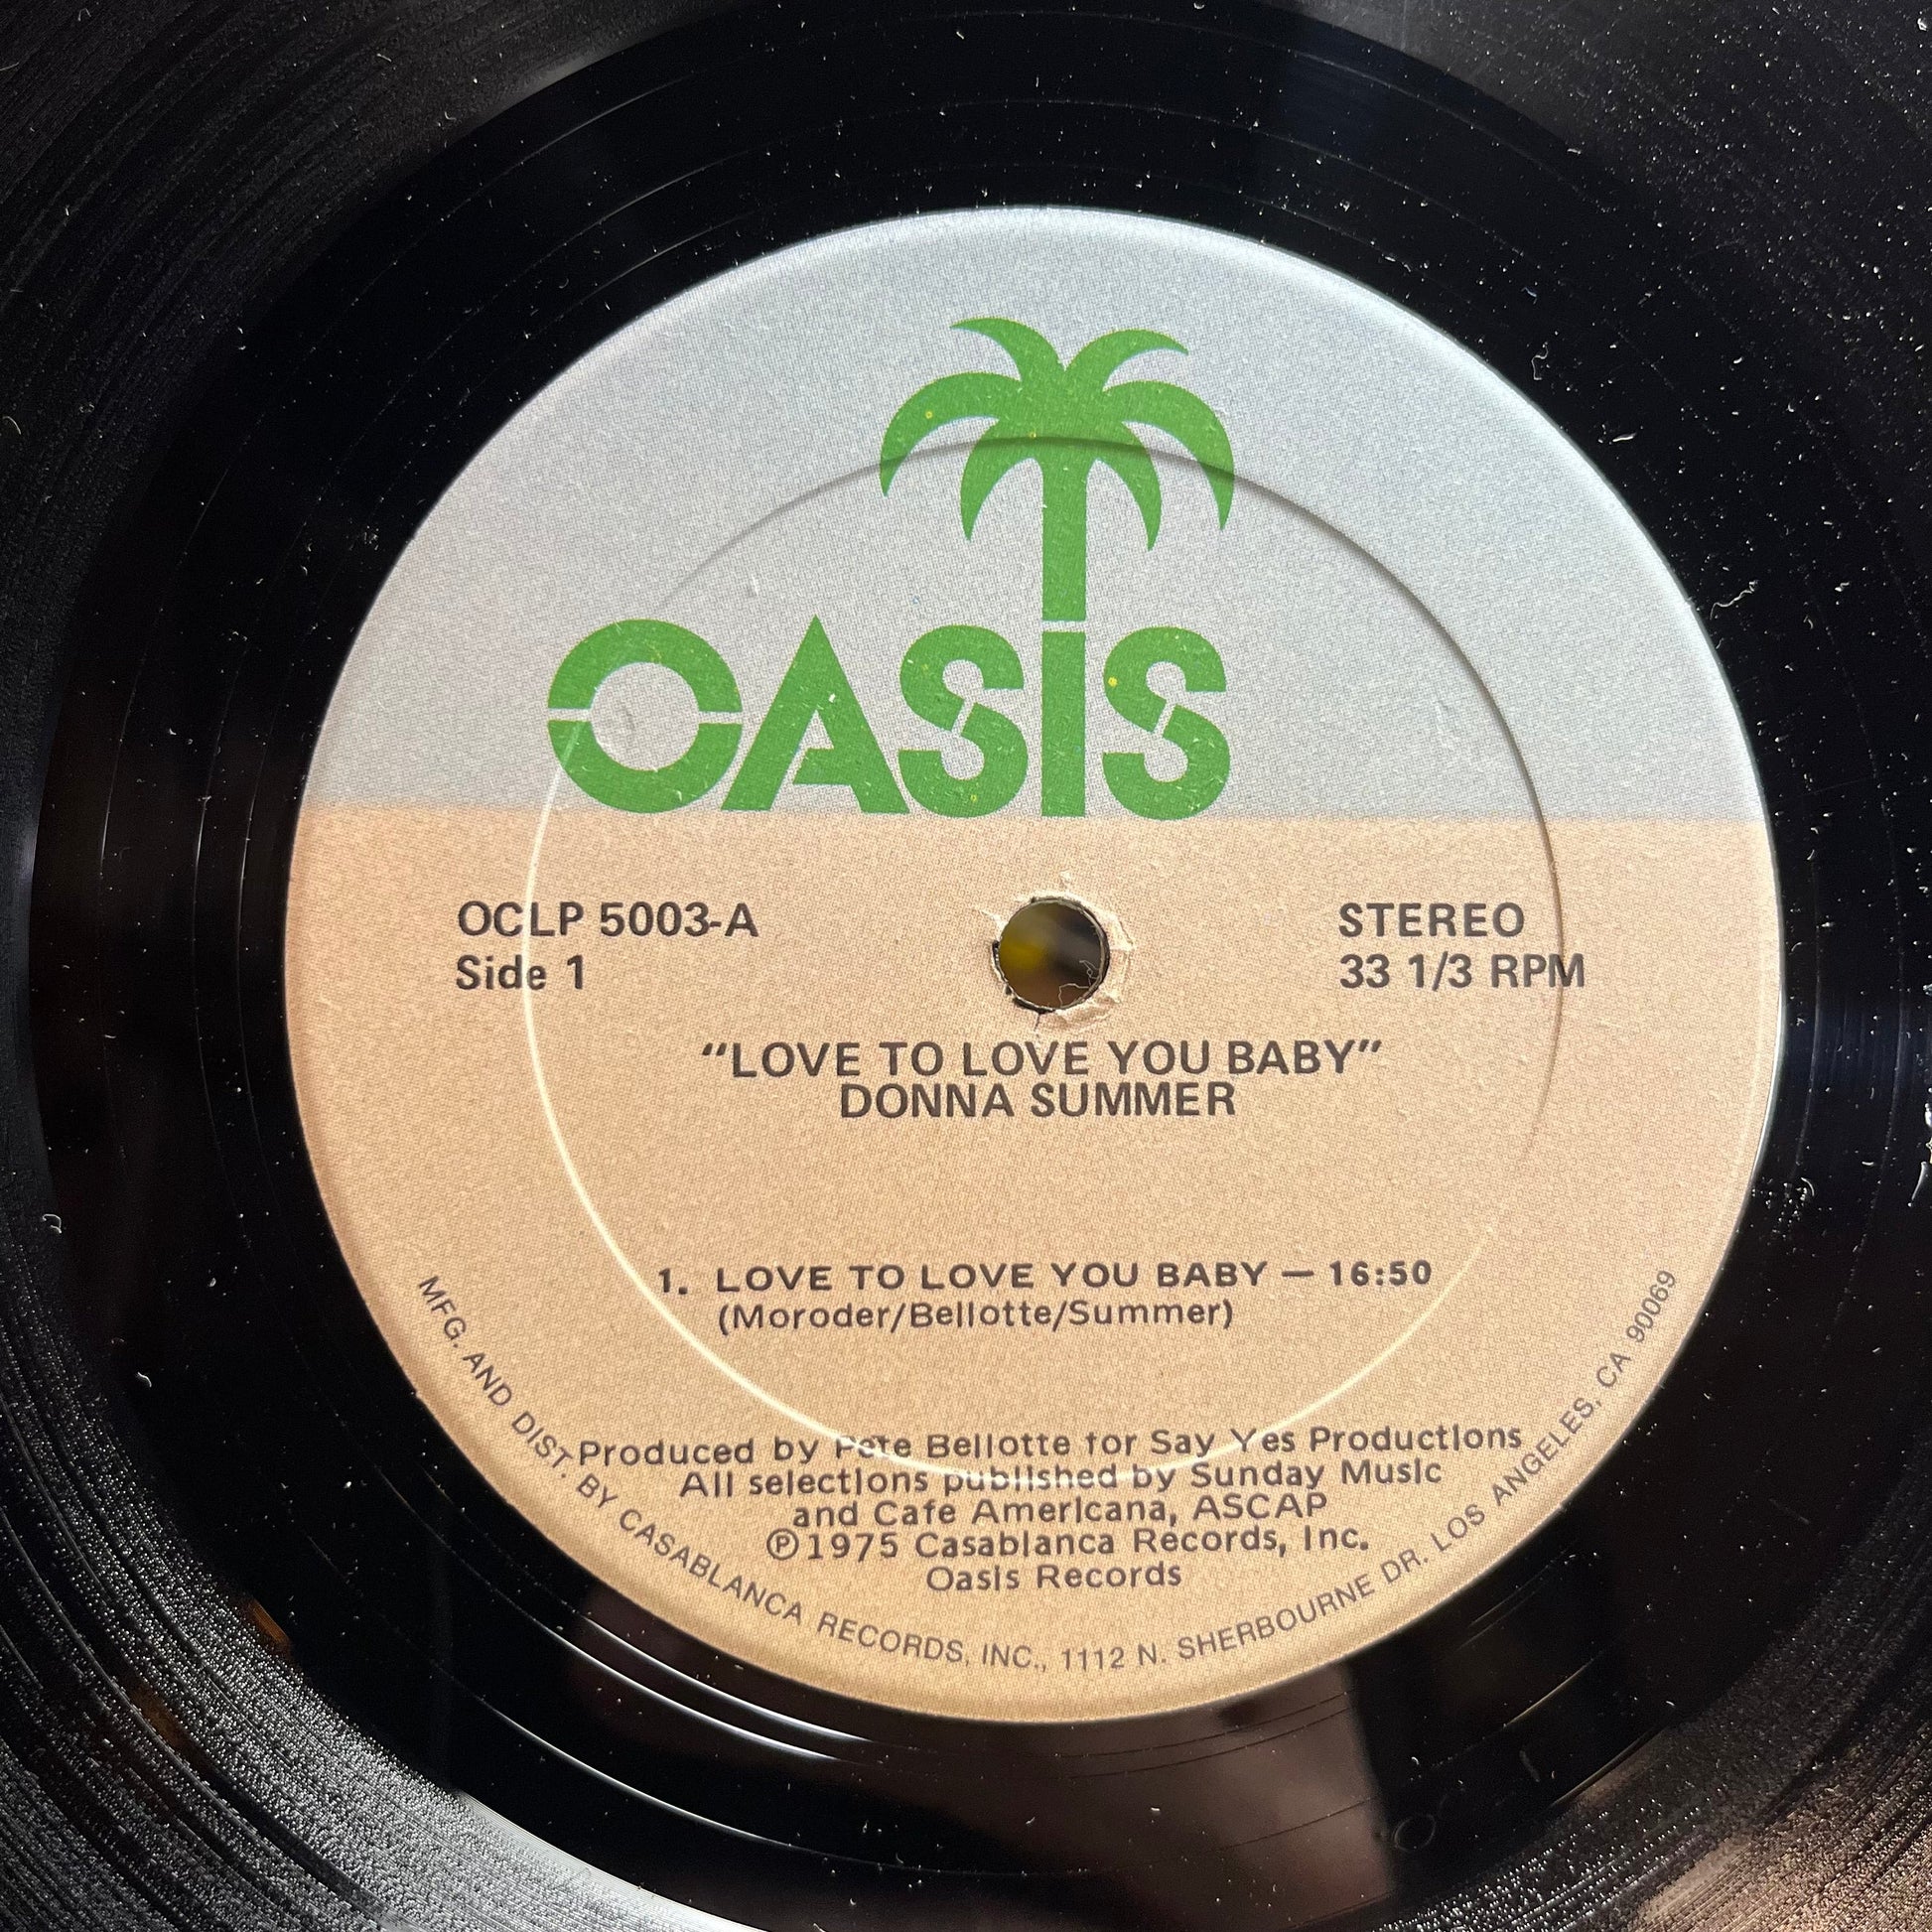 OASIS
OCLP 5003-A
Side 1
STEREO
33 1/3 RPM
“LOVE TO LOVE YOU BABY”
DONNA SUMMER
1. LOVE TO LOVE YOU BABY — 16:50
(Moroder/Bellotte/Summer)
Produced by Pete Bellotte for Say Yes Productions
All selections published by Sunday Music
and Cafe Americana, ASCAP
Ⓟ1975 Casablanca Records, Inc.
Oasis Records
MFG. AND DIST. BY CASABLANCA RECORDS, INC., 1112 N. SHERBOURNE DR. LOS ANGELES, CA 90069